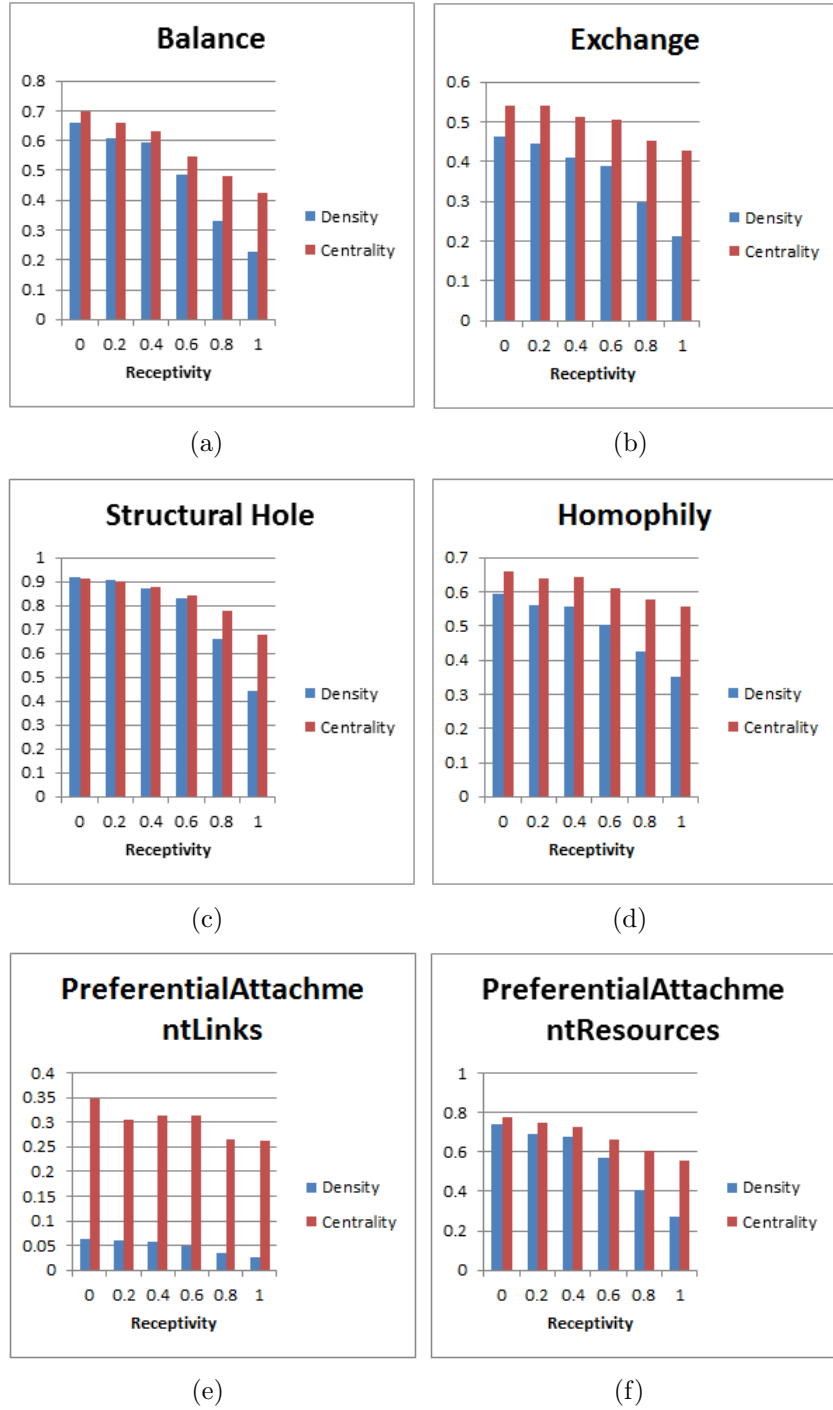 Balance
0.8
0.7
0.6
0.5
0.4
0.3
0.2
0.1
0
0 0.2 0.4 0.6 0.8 1
Receptivity
Density
Centrality
(a)
Exchange
0.6
0.5
0.4
0.3
0.2
0.1
0
0 0.2 0.4 0.6 0.8 1
Receptivity
Density
Centrality
(b)
Structural Hole
1
0.9
0.8
0.7
0.6
0.5
0.4
0.3
0.2
0.1
0
0 0.2 0.4 0.6 0.8 1
Receptivity
Density
Centrality
(c)
Homophily
0.7
0.6
0.5
0.4
0.3
0.2
0.1
0
0 0.2 0.4 0.6 0.8 1
Receptivity
Density
Centrality
(d)
PreferentialAttachme
ntLinks
0.4
0.35
0.3
0.25
0.2
0.15
0.1
0.05
0
0 0.2 0.4 0.6 0.8 1
Receptivity
Density
Centrality
(e)
PreferentialAttachme
ntResources
1
0.8
0.6
0.4
0.2
0
0 0.2 0.4 0.6 0.8 1
Receptivity
Density
Centrality
(f)